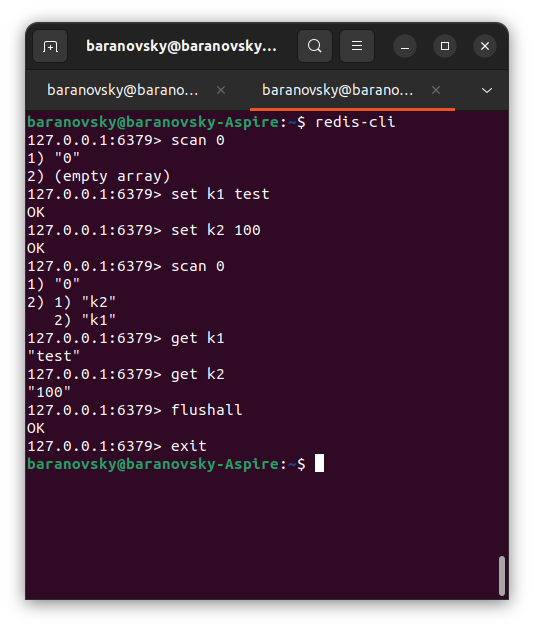 baranovsky@baranovsky...
baranovsky@barano...
baranovsky@barano...
baranovsky@baranovsky-Aspire:~$ redis-cli
127.0.0.1:6379> scan 0
1) "0"
2) (empty array)
127.0.0.1:6379> set k1 test
OK
127.0.0.1:6379> set k2 100
OK
127.0.0.1:6379> scan 0
1) "0"
2) 1) "k2"
   2) "k1"
127.0.0.1:6379> get k1
"test"
127.0.0.1:6379> get k2
"100"
127.0.0.1:6379> flushall
OK
127.0.0.1:6379> exit
baranovsky@baranovsky-Aspire:~$